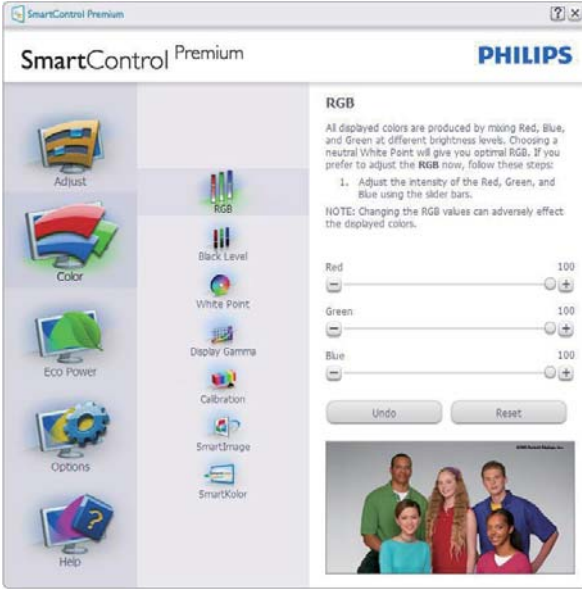 SmartControl Premium
SmartControl Premium
PHILIPS
Adjust
Color
Eco Power
Options
Help
RGB
Black Level
White Point
Display Gamma
Calibration
SmartImage
SmartKolor
RGB
All displayed colors are produced by mixing Red, Blue,
and Green at different brightness levels. Choosing a
neutral White Point will give you optimal RGB. If you
prefer to adjust the RGB now, follow these steps:
1. Adjust the intensity of the Red, Green, and
Blue using the slider bars.
NOTE: Changing the RGB values can adversely effect
the displayed colors.
Red 100
Green 100
Blue 100
Undo Reset